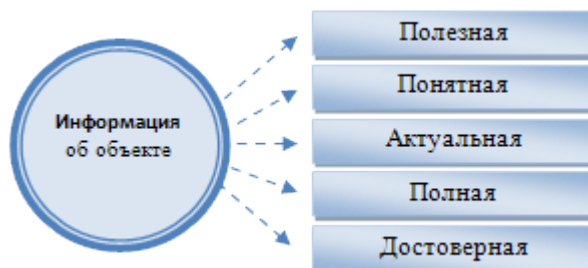 Информация
об объекте
Полезная
Понятная
Актуальная
Полная
Достоверная